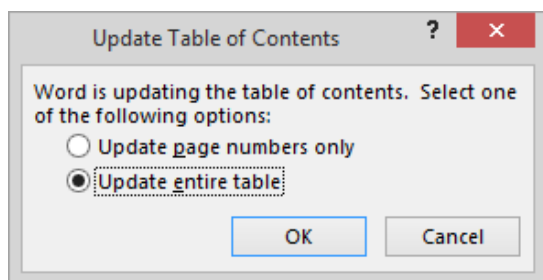 Update Table of Contents ? ×
Word is updating the table of contents. Select one
of the following options:
Update page numbers only
Update entire table
OK Cancel